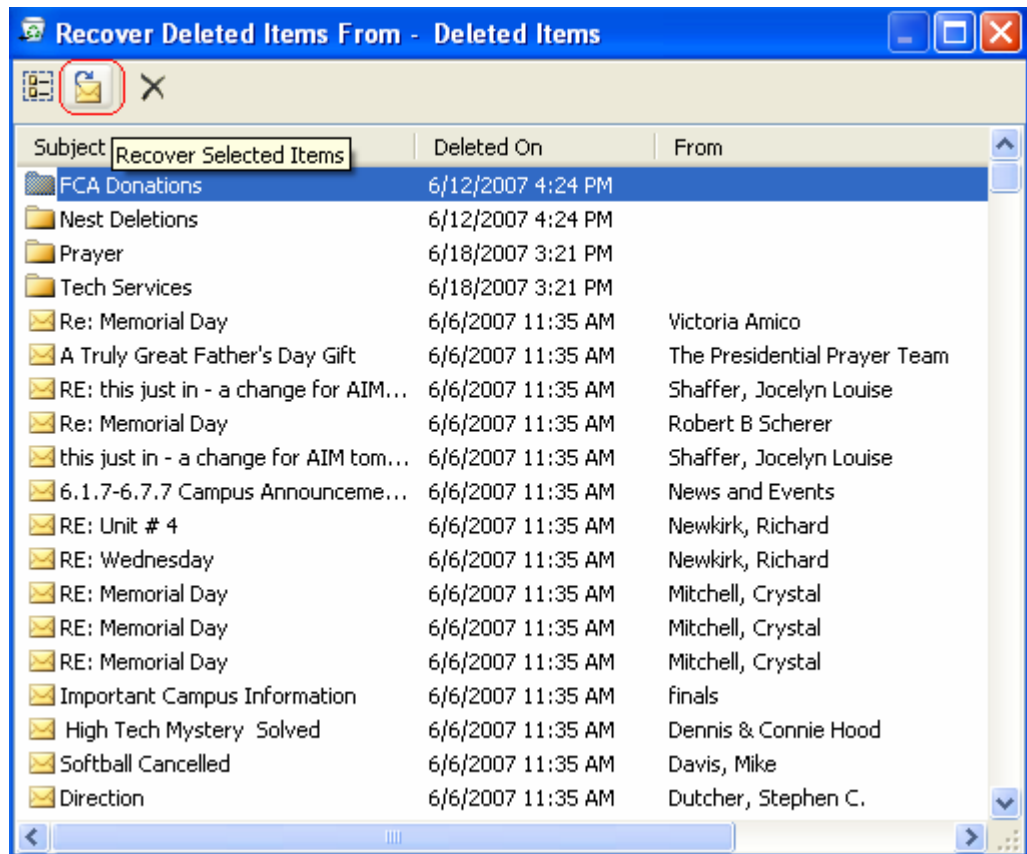 Recover Deleted Items From - Deleted Items
Subject Deleted On From
Recover Selected Items
FCA Donations 6/12/2007 4:24 PM
Nest Deletions 6/12/2007 4:24 PM
Prayer 6/18/2007 3:21 PM
Tech Services 6/18/2007 3:21 PM
Re: Memorial Day 6/6/2007 11:35 AM Victoria Amico
A Truly Great Father's Day Gift 6/6/2007 11:35 AM The Presidential Prayer Team
RE: this just in - a change for AIM... 6/6/2007 11:35 AM Shaffer, Jocelyn Louise
Re: Memorial Day 6/6/2007 11:35 AM Robert B Scherer
this just in - a change for AIM tom... 6/6/2007 11:35 AM Shaffer, Jocelyn Louise
6.1.7-6.7.7 Campus Announceme... 6/6/2007 11:35 AM News and Events
RE: Unit # 4 6/6/2007 11:35 AM Newkirk, Richard
RE: Wednesday 6/6/2007 11:35 AM Newkirk, Richard
RE: Memorial Day 6/6/2007 11:35 AM Mitchell, Crystal
RE: Memorial Day 6/6/2007 11:35 AM Mitchell, Crystal
RE: Memorial Day 6/6/2007 11:35 AM Mitchell, Crystal
Important Campus Information 6/6/2007 11:35 AM finals
High Tech Mystery Solved 6/6/2007 11:35 AM Dennis & Connie Hood
Softball Cancelled 6/6/2007 11:35 AM Davis, Mike
Direction 6/6/2007 11:35 AM Dutcher, Stephen C.